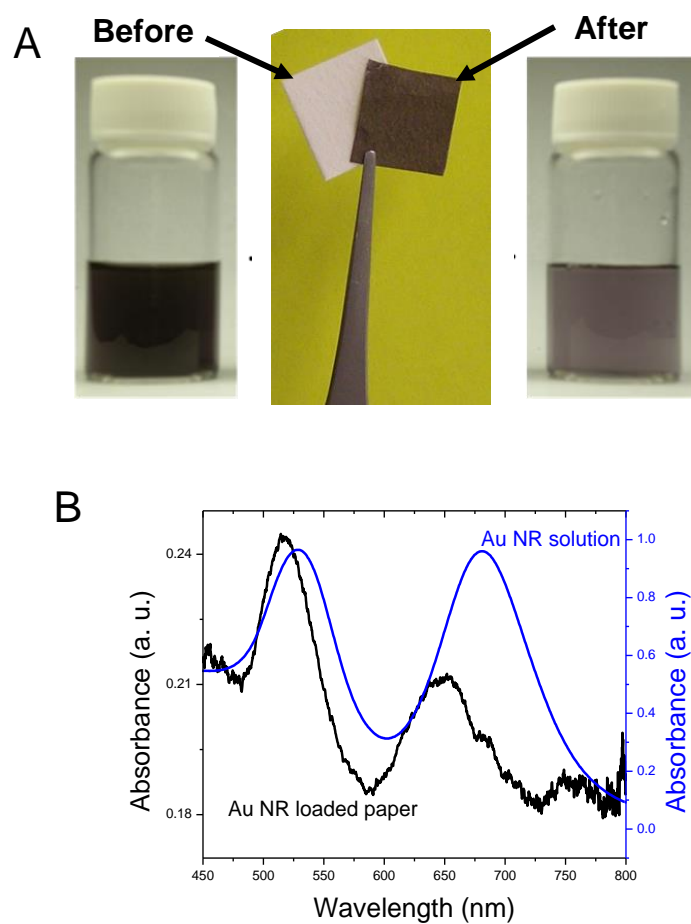 A
Before
After
B
Au NR solution
Au NR loaded paper
0.24
0.21
0.18
1.0
0.8
0.6
0.4
0.2
0.0
450 500 550 600 650 700 750 800
Absorbance (a. u.)
Absorbance (a. u.)
Wavelength (nm)